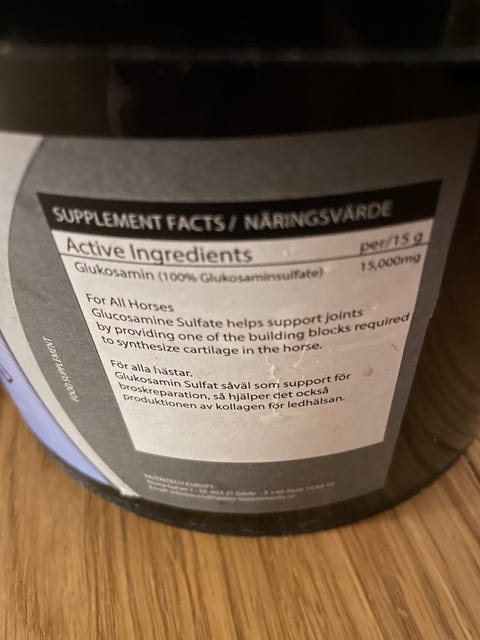 SUPPLEMENT FACTS / NÄRINGSVÄRDE
Active Ingredients per/15 g
Glukosamin (100% Glukosaminsulfate) 15,000mg
For All Horses
Glucosamine Sulfate helps support joints
by providing one of the building blocks required
to synthesize cartilage in the horse.
För alla hästar.
Glukosamin Sulfat såväl som support för
broskreparation, så hjälper det också
produktionen av kollagen för ledhälsan.
FOOD SUPPLEMENT
NUTRITECH EUROPE